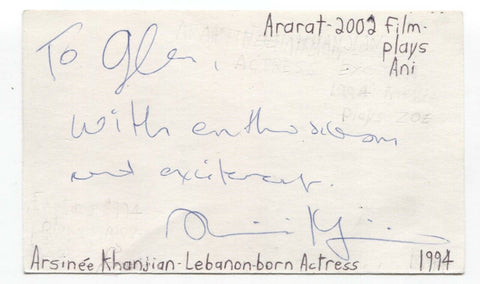 Ararat-2002 film-
plays
Ani
To Glen,
With enthusiasm
and excitement.
Arsinée Khanjian-Lebanon-born Actress 1994